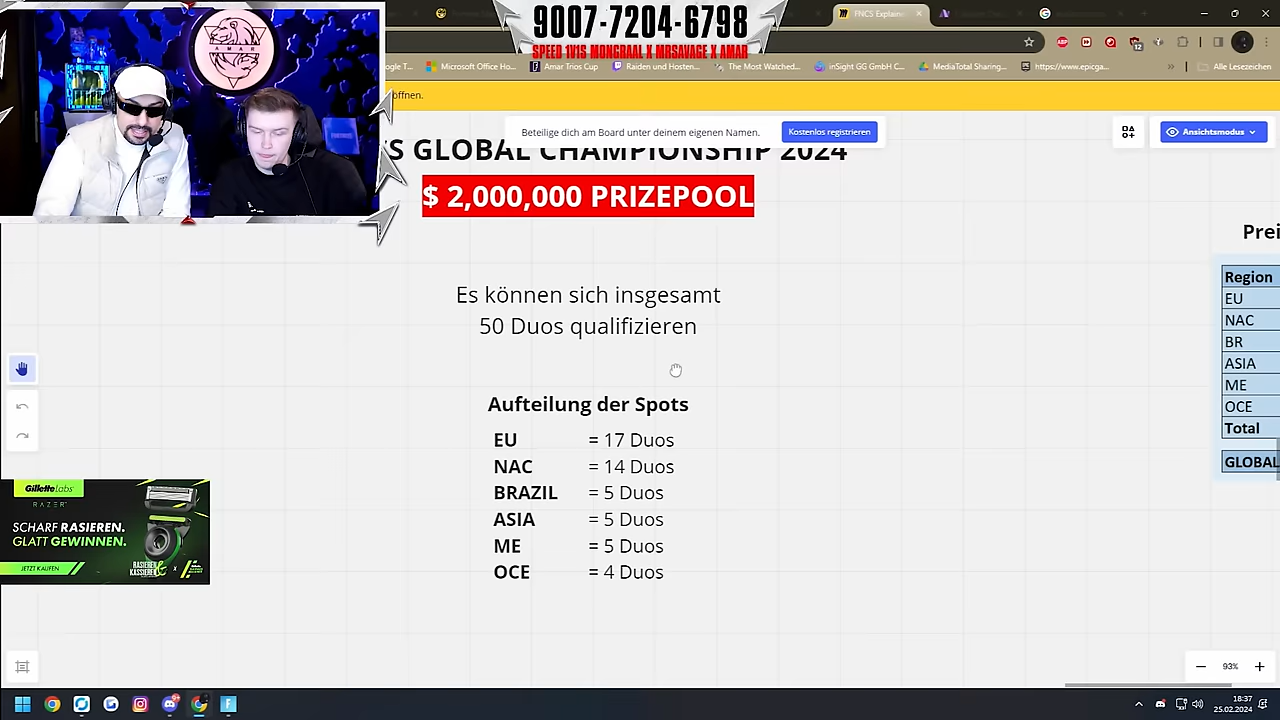 9007-7204-6798
SPEED 1V1S MONGRAAL X MRSAVAGE X AMAR
FNCS Explain
12
Microsoft Office Ho...
Amar Trios Cup
Raiden und Hosten...
The Most Watched...
inSight GG GmbH C...
MediaTotal Sharing...
https://www.epicga...
Alle Lesezeichen
öffnen.
AMAR
Beteilige dich am Board unter deinem eigenen Namen.
Kostenlos registrieren
Ansichtsmodus
S GLOBAL CHAMPIONSHIP 2024
$ 2,000,000 PRIZEPOOL
Prei
Es können sich insgesamt
50 Duos qualifizieren
Region
EU
NAC
BR
ASIA
ME
OCE
Total
GLOBAL
Aufteilung der Spots
EU = 17 Duos
NAC = 14 Duos
BRAZIL = 5 Duos
ASIA = 5 Duos
ME = 5 Duos
OCE = 4 Duos
GilletteLabs
RAZER
SCHARF RASIEREN.
GLATT GEWINNEN.
JETZT KAUFEN
RASIEREN
KASSIEREN
X
93%
18:37
25.02.2024